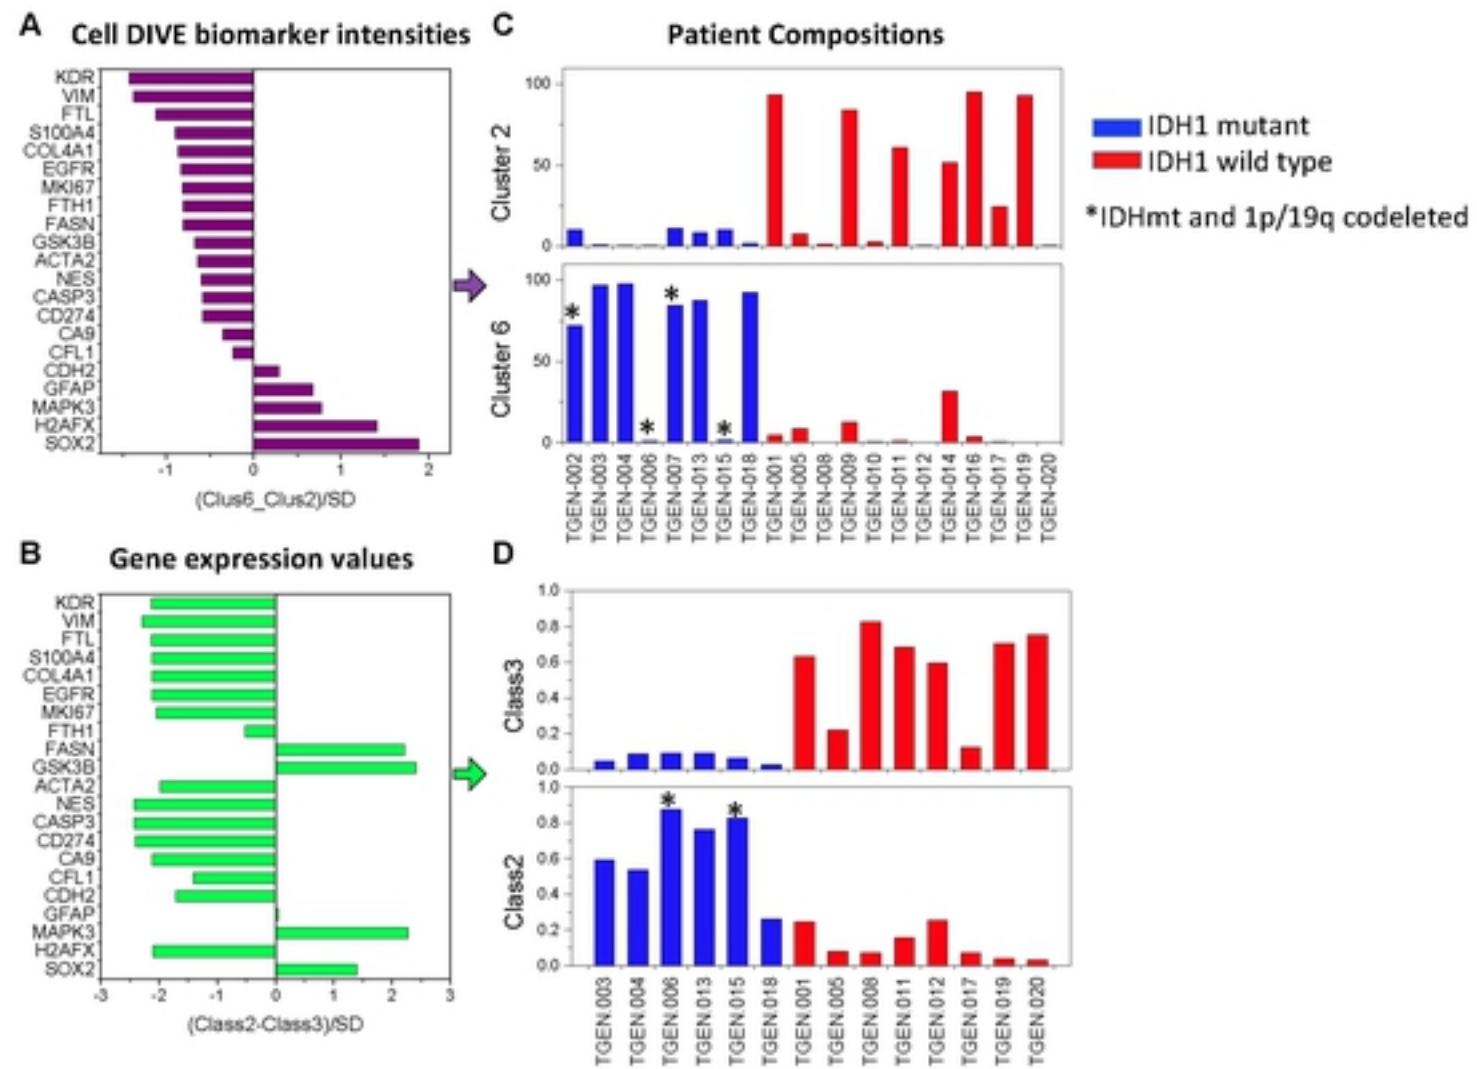 A Cell DIVE biomarker intensities
KDR
VIM
FTL
S100A4
COL4A1
EGFR
MKI67
FTH1
FASN
GSK3B
ACTA2
NES
CASP3
CD274
CA9
CFL1
CDH2
GFAP
MAPK3
H2AFX
SOX2
-1 0 1 2
(Clus6_Clus2)/SD
B Gene expression values
KDR
VIM
FTL
S100A4
COL4A1
EGFR
MKI67
FTH1
FASN
GSK3B
ACTA2
NES
CASP3
CD274
CA9
CFL1
CDH2
GFAP
MAPK3
H2AFX
SOX2
-3 -2 -1 0 1 2 3
(Class2-Class3)/SD
C Patient Compositions
Cluster 2
100
50
0
Cluster 6
100
50
0
* * * *
TGEN-002
TGEN-003
TGEN-004
TGEN-006
TGEN-007
TGEN-013
TGEN-015
TGEN-018
TGEN-001
TGEN-005
TGEN-008
TGEN-009
TGEN-010
TGEN-011
TGEN-012
TGEN-014
TGEN-016
TGEN-017
TGEN-019
TGEN-020
IDH1 mutant
IDH1 wild type
*IDHmt and 1p/19q codeleted
D
Class3
1.0
0.8
0.6
0.4
0.2
0.0
Class2
1.0
0.8
0.6
0.4
0.2
0.0
* *
TGEN.003
TGEN.004
TGEN.006
TGEN.013
TGEN.015
TGEN.018
TGEN.001
TGEN.005
TGEN.008
TGEN.011
TGEN.012
TGEN.017
TGEN.019
TGEN.020